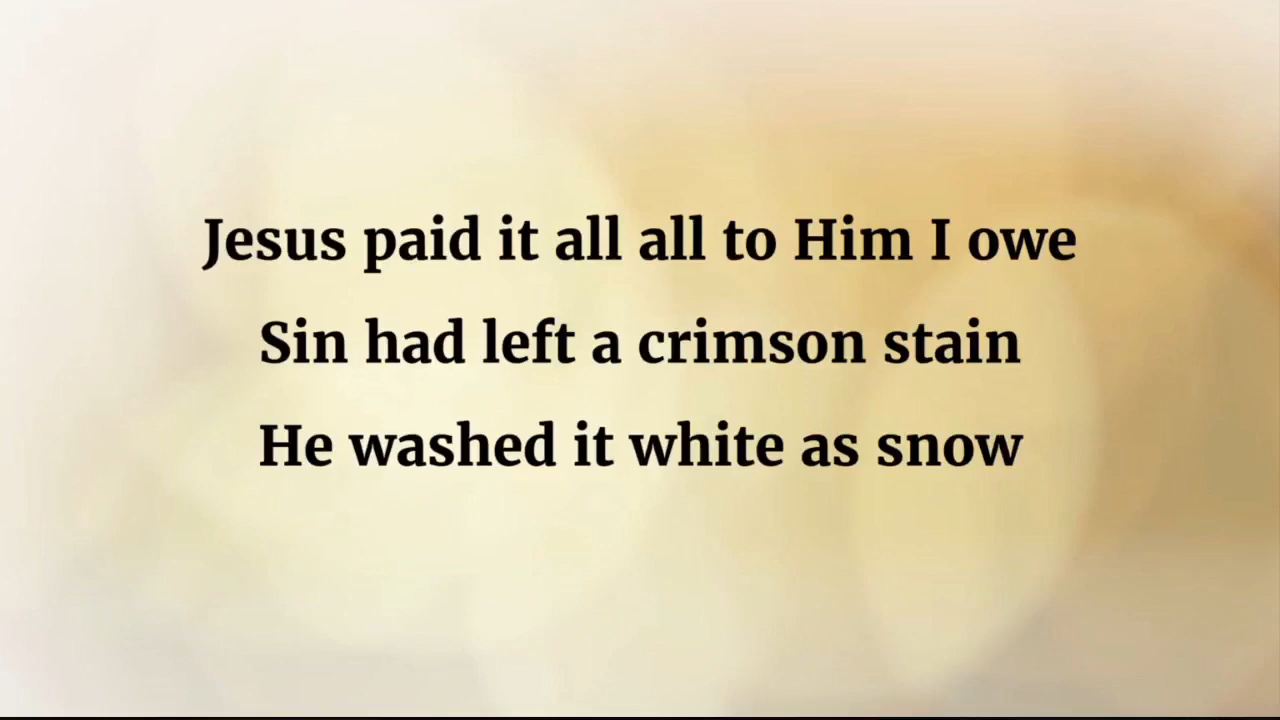 Jesus paid it all all to Him I owe
Sin had left a crimson stain
He washed it white as snow